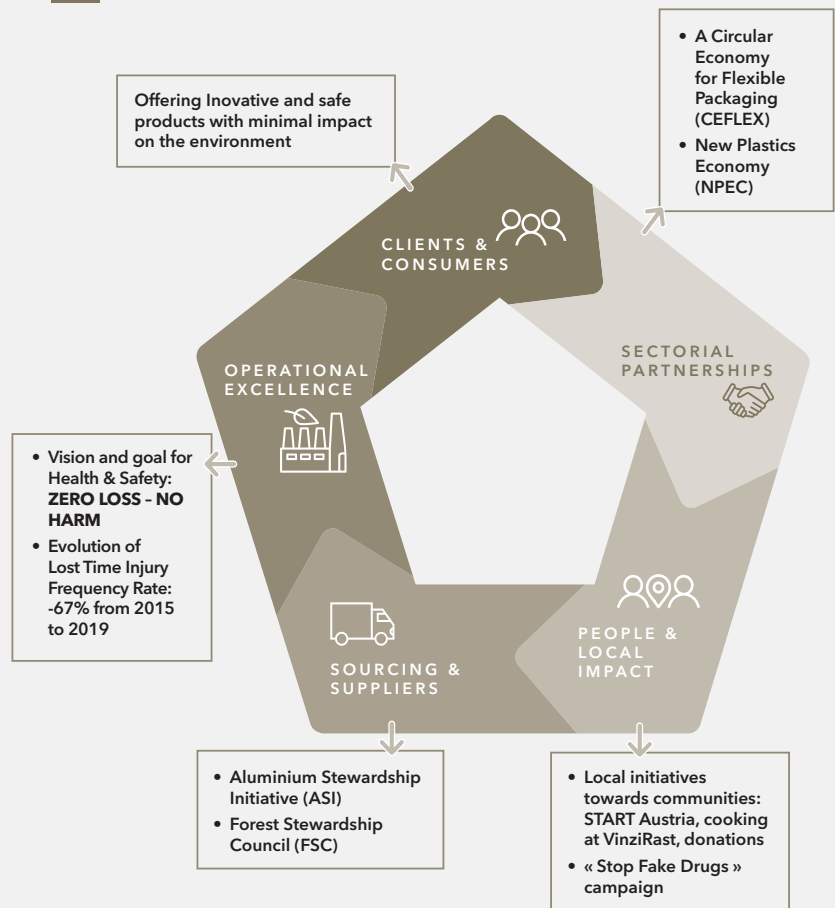 Offering Inovative and safe
products with minimal impact
on the environment
• A Circular
Economy
for Flexible
Packaging
(CEFLEX)
• New Plastics
Economy
(NPEC)
CLIENTS &
CONSUMERS
SECTORIAL
PARTNERSHIPS
OPERATIONAL
EXCELLENCE
• Vision and goal for
Health & Safety:
ZERO LOSS – NO
HARM
• Evolution of
Lost Time Injury
Frequency Rate:
-67% from 2015
to 2019
PEOPLE &
LOCAL
IMPACT
SOURCING &
SUPPLIERS
• Aluminium Stewardship
Initiative (ASI)
• Forest Stewardship
Council (FSC)
• Local initiatives
towards communities:
START Austria, cooking
at VinziRast, donations
• « Stop Fake Drugs »
campaign